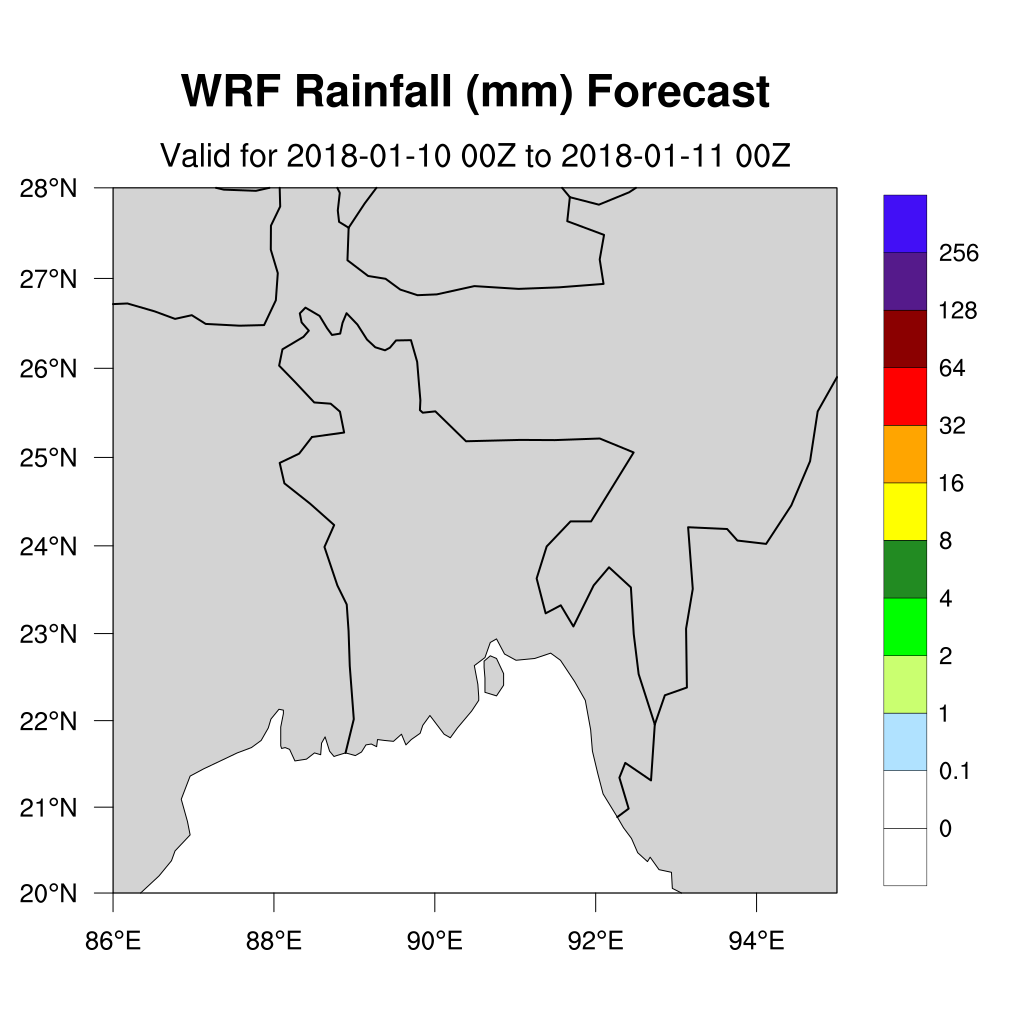 WRF Rainfall (mm) Forecast
Valid for 2018-01-10 00Z to 2018-01-11 00Z
28°N
27°N
26°N
25°N
24°N
23°N
22°N
21°N
20°N
86°E
88°E
90°E
92°E
94°E
256
128
64
32
16
8
4
2
1
0.1
0